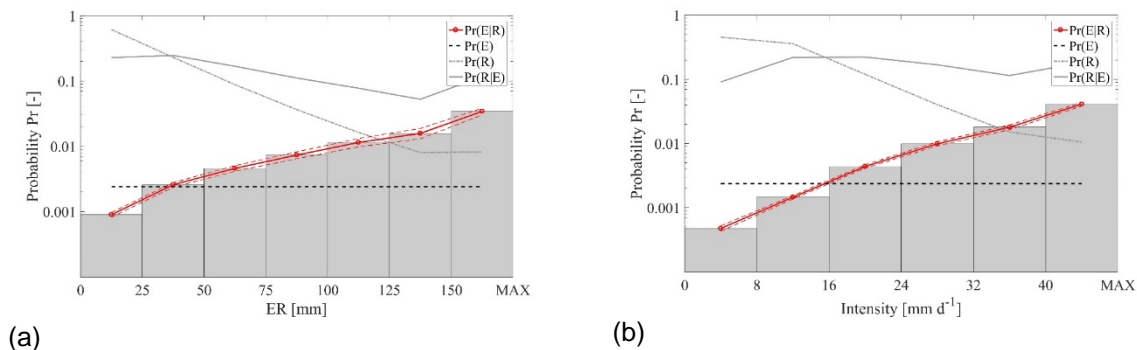 1
0.1
0.01
0.001
Probability Pr [-]
Pr(E|R)
Pr(E)
Pr(R)
Pr(R|E)
0 25 50 75 100 125 150 MAX
ER [mm]
(a)
1
0.1
0.01
0.001
Probability Pr [-]
Pr(E|R)
Pr(E)
Pr(R)
Pr(R|E)
0 8 16 24 32 40 MAX
Intensity [mm d⁻¹]
(b)